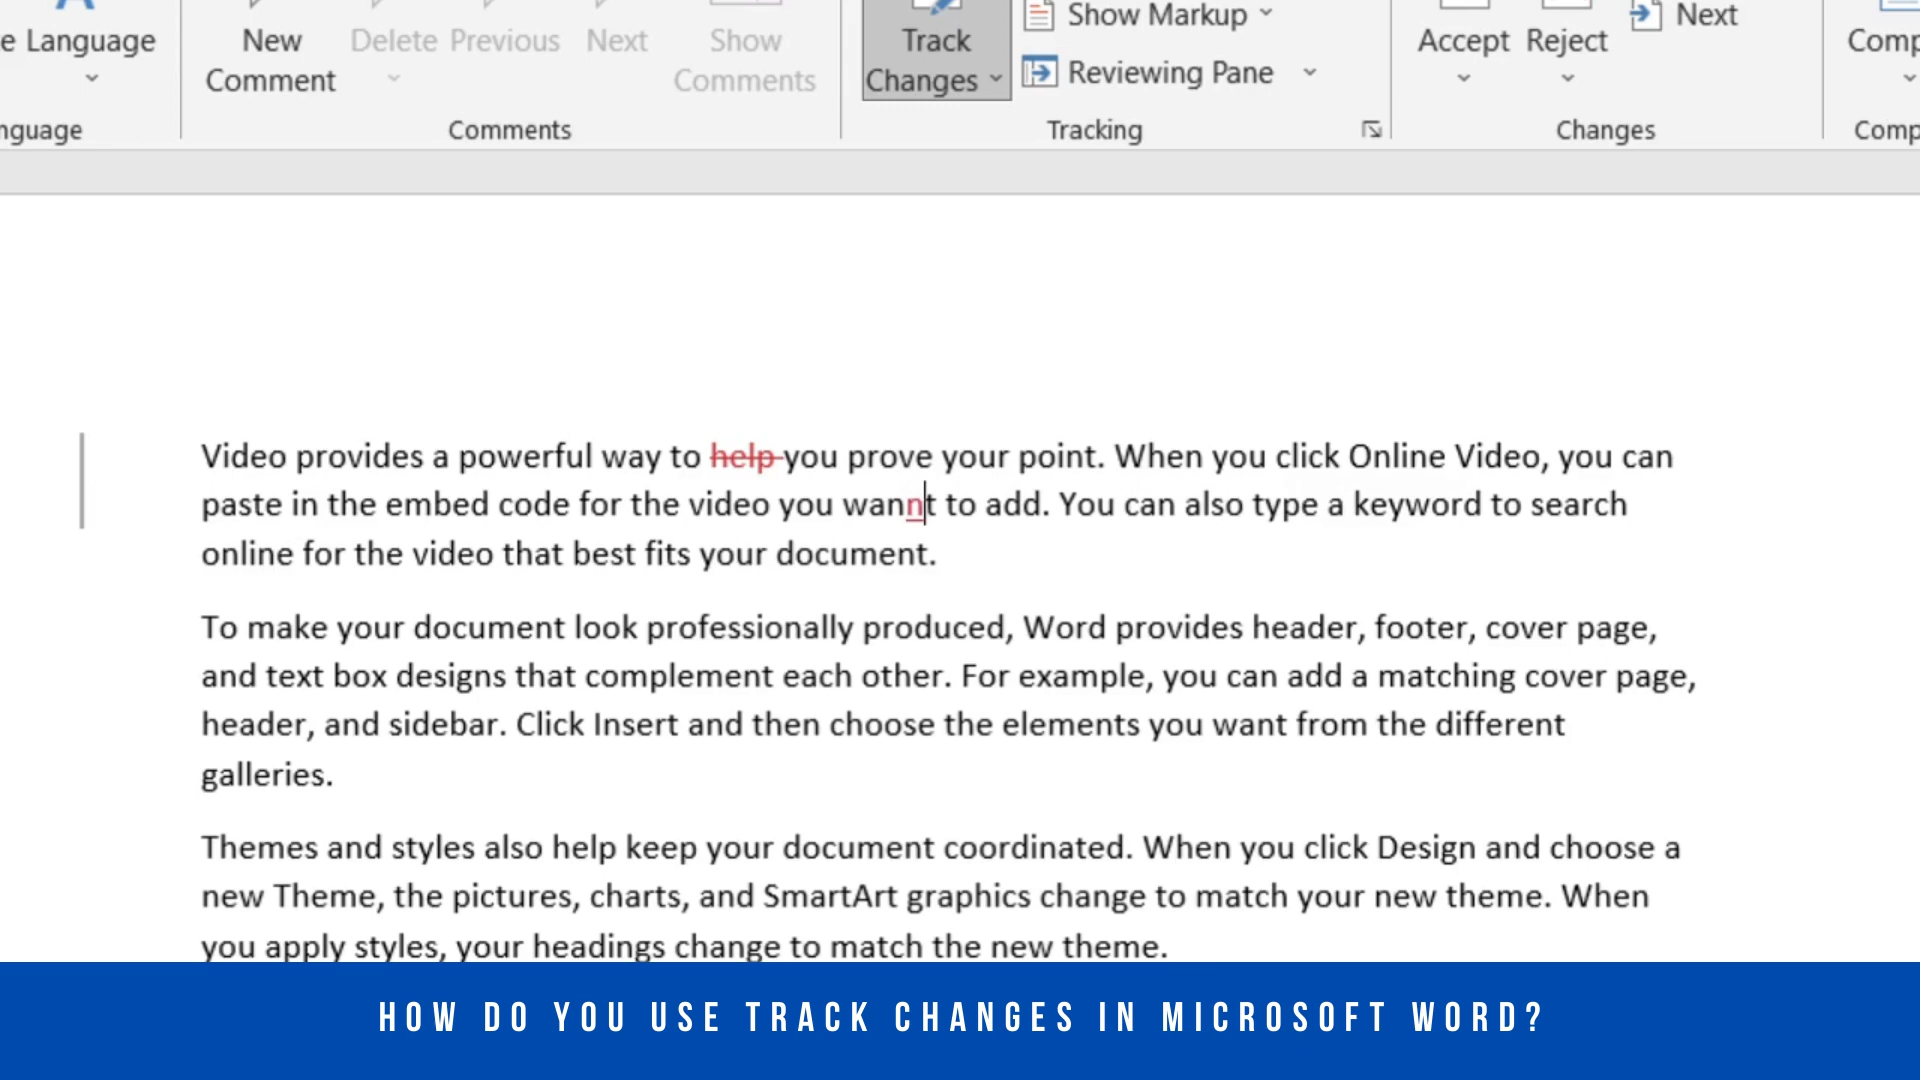 Language
New Comment
Delete
Previous
Next
Show Comments
Track Changes
Show Markup
Reviewing Pane
Accept
Reject
Next
Comments
Tracking
Changes
Video provides a powerful way to help you prove your point. When you click Online Video, you can
paste in the embed code for the video you wannt to add. You can also type a keyword to search
online for the video that best fits your document.
To make your document look professionally produced, Word provides header, footer, cover page,
and text box designs that complement each other. For example, you can add a matching cover page,
header, and sidebar. Click Insert and then choose the elements you want from the different
galleries.
Themes and styles also help keep your document coordinated. When you click Design and choose a
new Theme, the pictures, charts, and SmartArt graphics change to match your new theme. When
you apply styles, your headings change to match the new theme.
HOW DO YOU USE TRACK CHANGES IN MICROSOFT WORD?